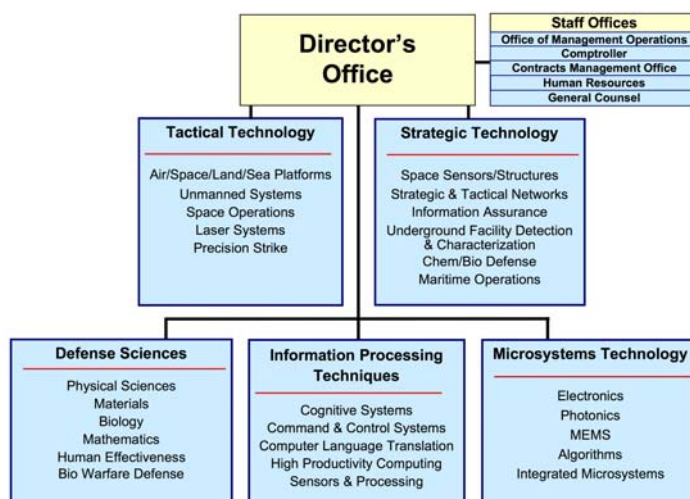 Director's
Office
Staff Offices
Office of Management Operations
Comptroller
Contracts Management Office
Human Resources
General Counsel
Tactical Technology
Air/Space/Land/Sea Platforms
Unmanned Systems
Space Operations
Laser Systems
Precision Strike
Strategic Technology
Space Sensors/Structures
Strategic & Tactical Networks
Information Assurance
Underground Facility Detection
& Characterization
Chem/Bio Defense
Maritime Operations
Defense Sciences
Physical Sciences
Materials
Biology
Mathematics
Human Effectiveness
Bio Warfare Defense
Information Processing
Techniques
Cognitive Systems
Command & Control Systems
Computer Language Translation
High Productivity Computing
Sensors & Processing
Microsystems Technology
Electronics
Photonics
MEMS
Algorithms
Integrated Microsystems